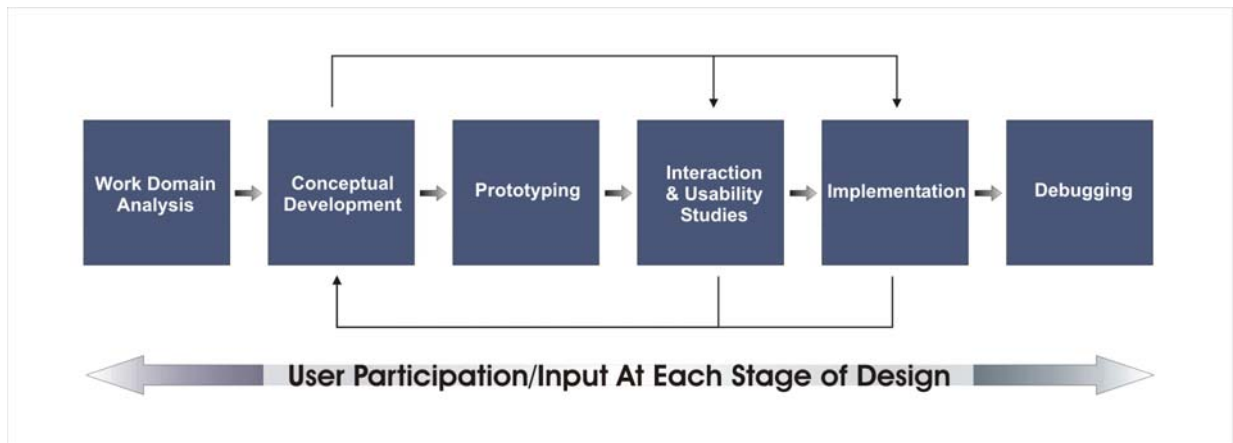 Work Domain
Analysis
Conceptual
Development
Prototyping
Interaction
& Usability
Studies
Implementation
Debugging
User Participation/Input At Each Stage of Design